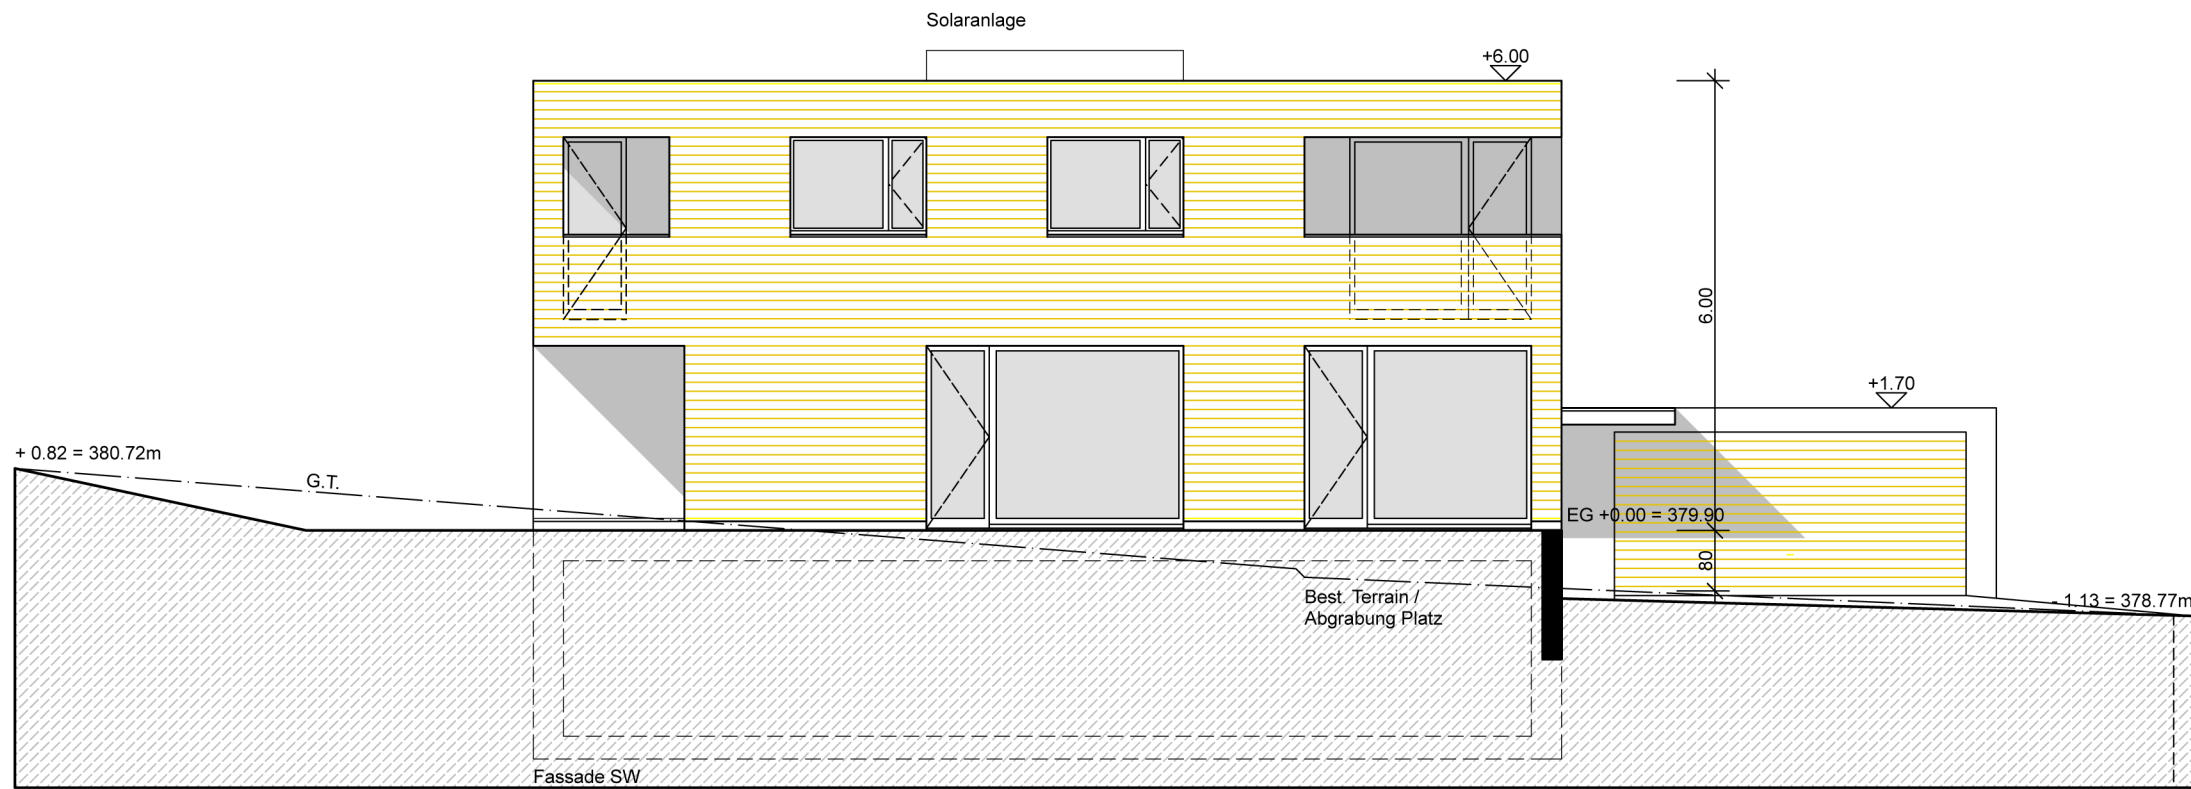 Solaranlage
+6.00
6.00
+1.70
+ 0.82 = 380.72m
G.T.
EG +0.00 = 379.90
80
Best. Terrain /
Abgrabung Platz
- 1.13 = 378.77m
Fassade SW